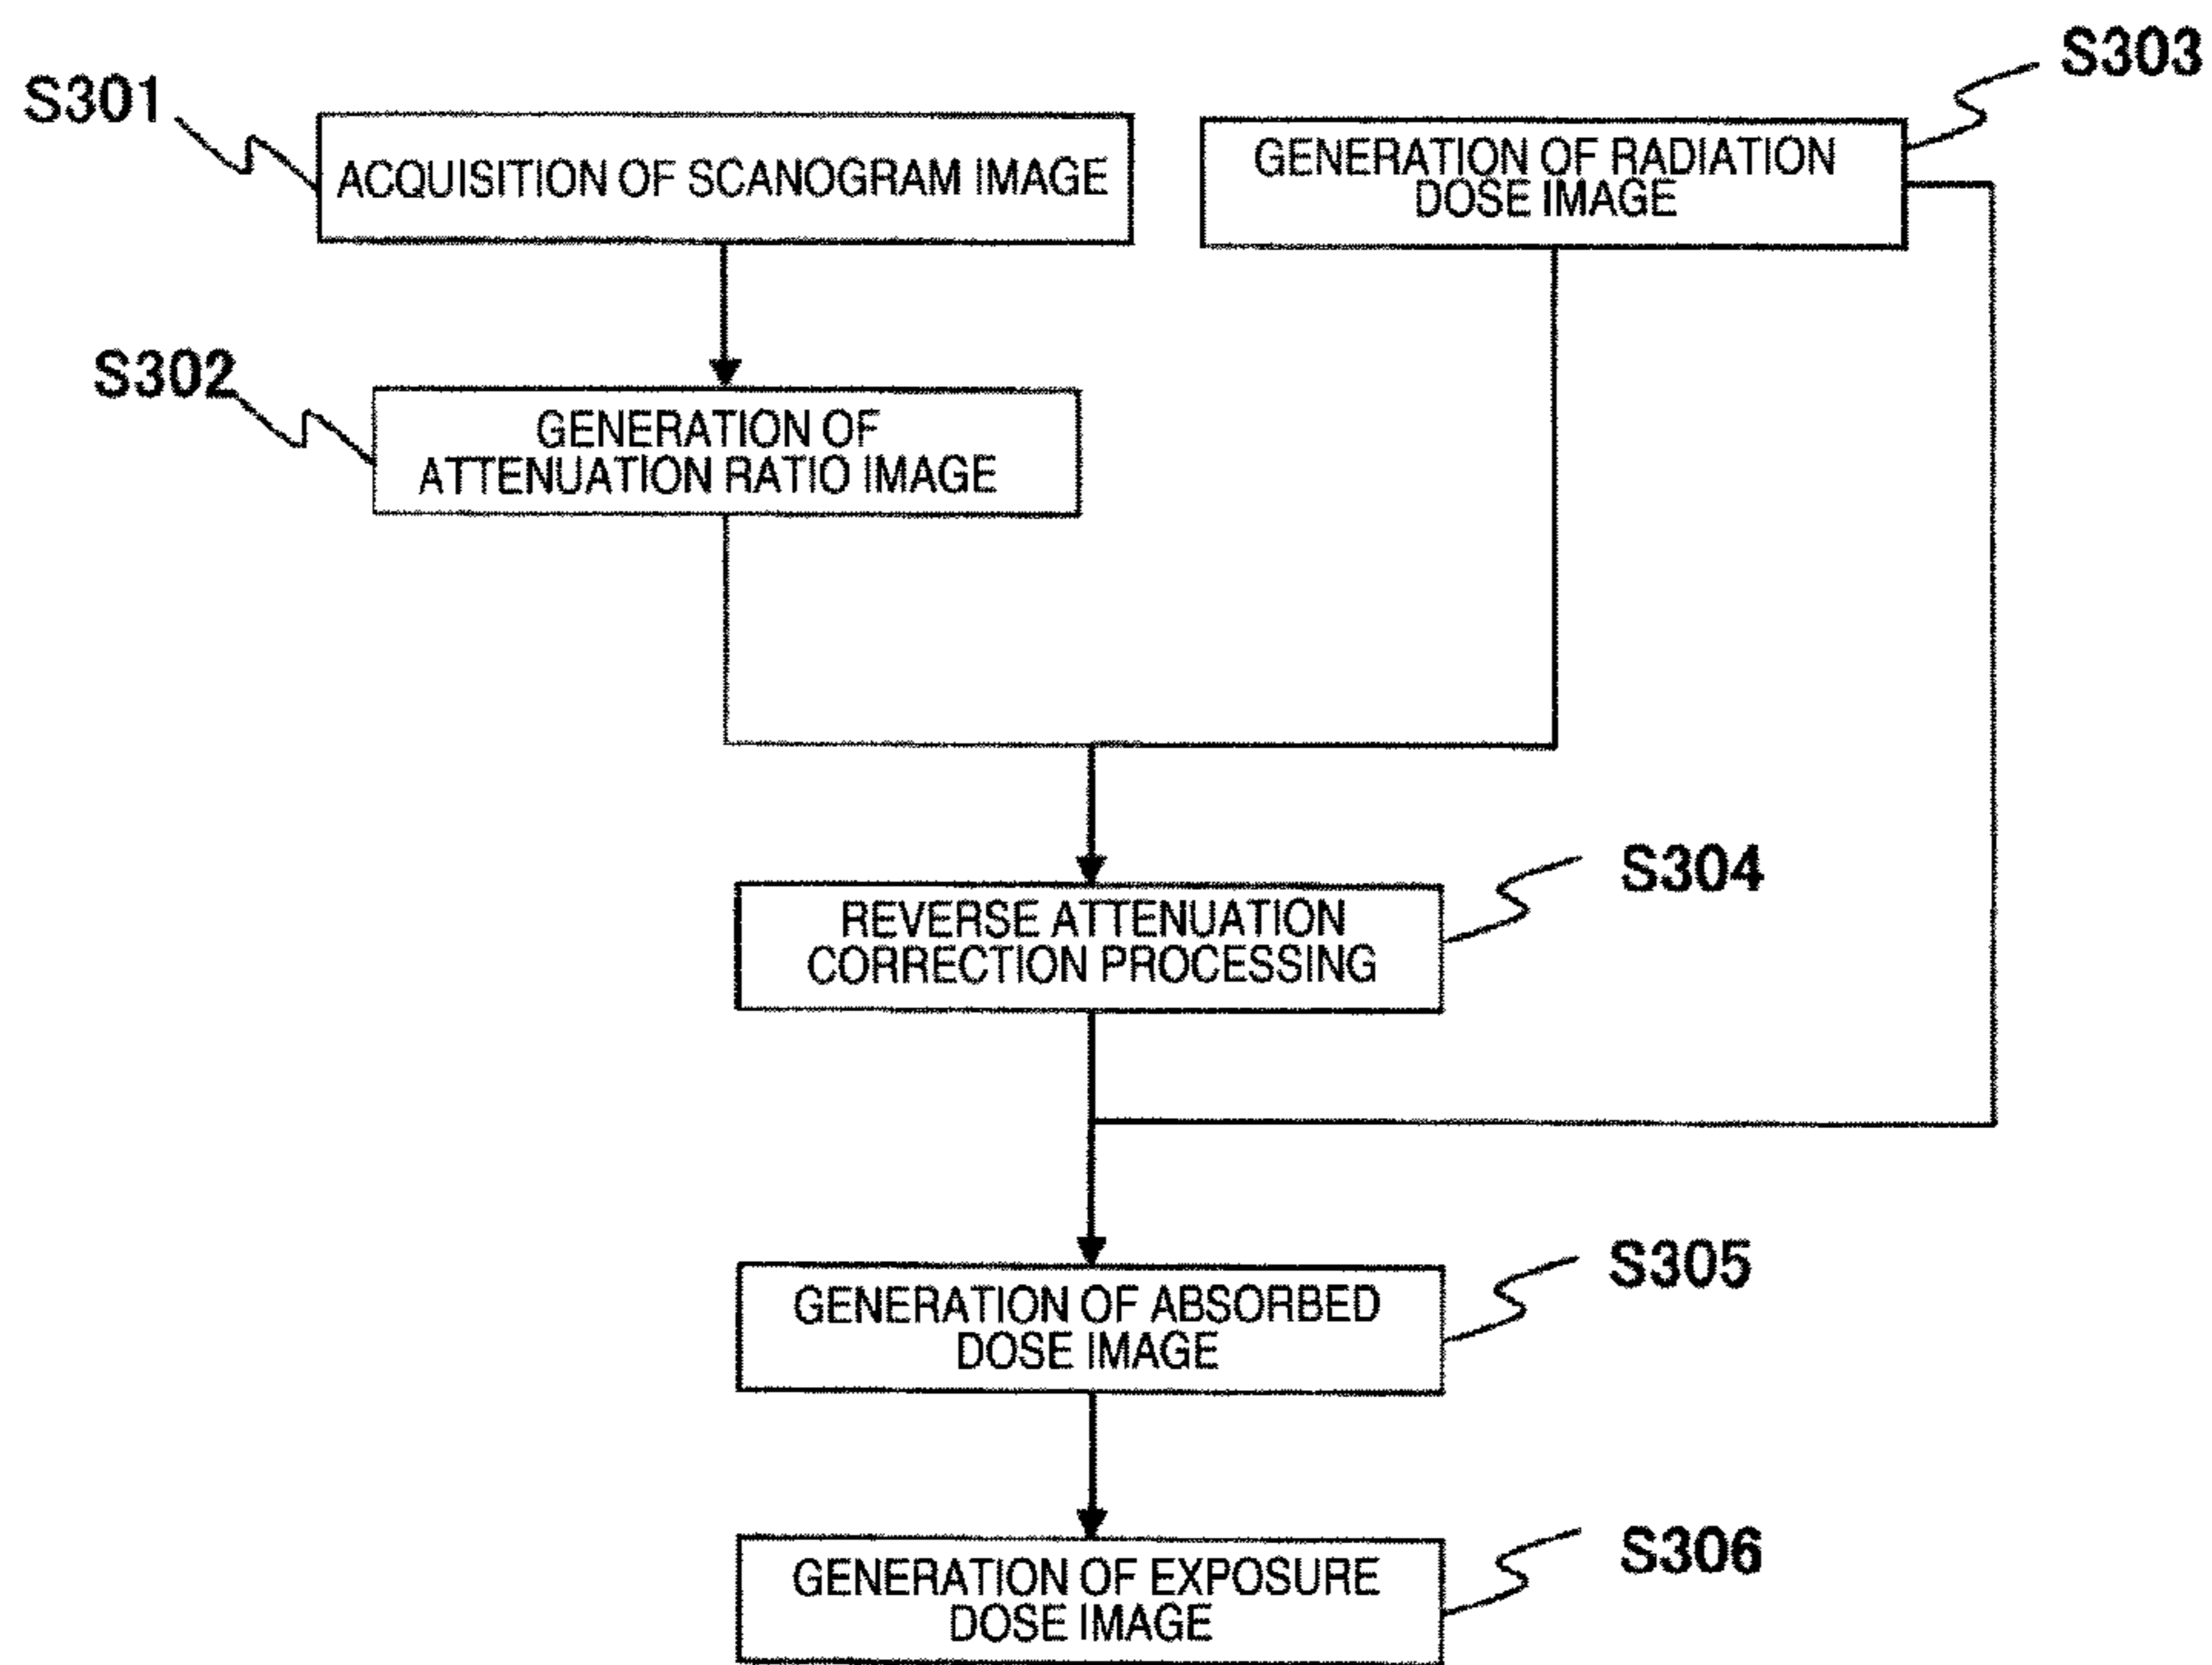 S301
ACQUISITION OF SCANOGRAM IMAGE
S303
GENERATION OF RADIATION
DOSE IMAGE
S302
GENERATION OF
ATTENUATION RATIO IMAGE
S304
REVERSE ATTENUATION
CORRECTION PROCESSING
S305
GENERATION OF ABSORBED
DOSE IMAGE
S306
GENERATION OF EXPOSURE
DOSE IMAGE